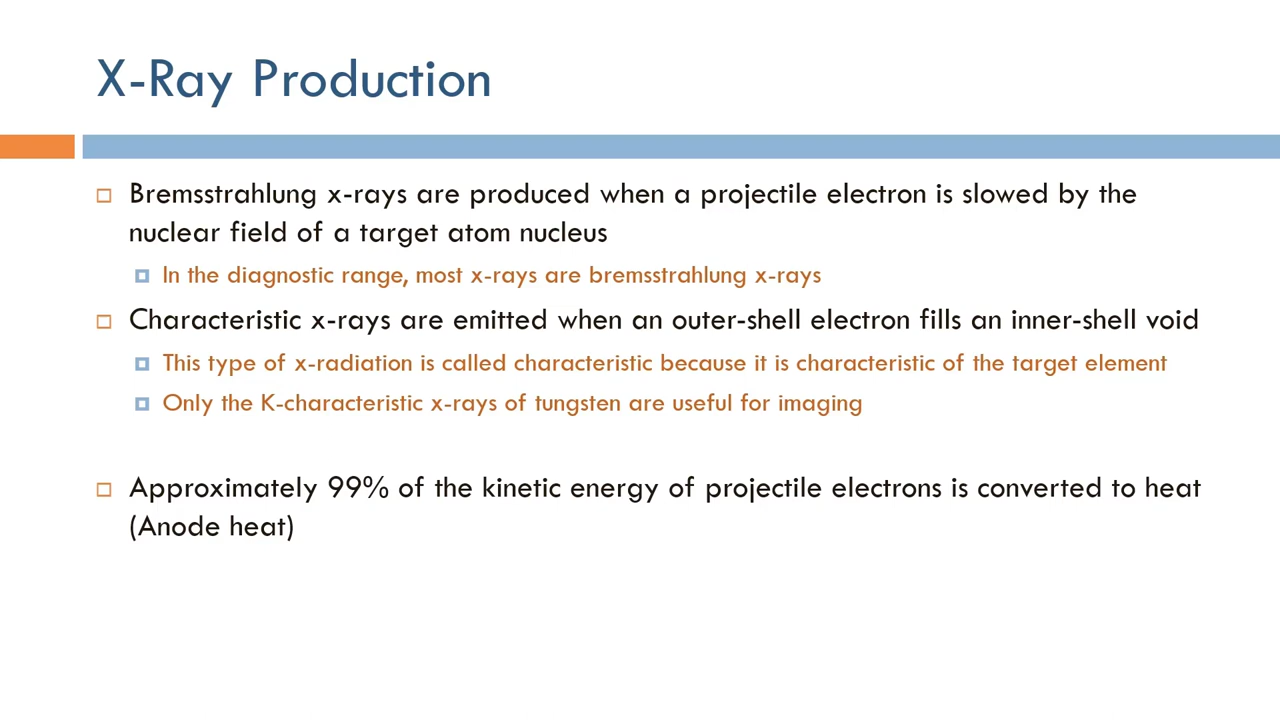 X-Ray Production
Bremsstrahlung x-rays are produced when a projectile electron is slowed by the
nuclear field of a target atom nucleus
In the diagnostic range, most x-rays are bremsstrahlung x-rays
Characteristic x-rays are emitted when an outer-shell electron fills an inner-shell void
This type of x-radiation is called characteristic because it is characteristic of the target element
Only the K-characteristic x-rays of tungsten are useful for imaging
Approximately 99% of the kinetic energy of projectile electrons is converted to heat
(Anode heat)